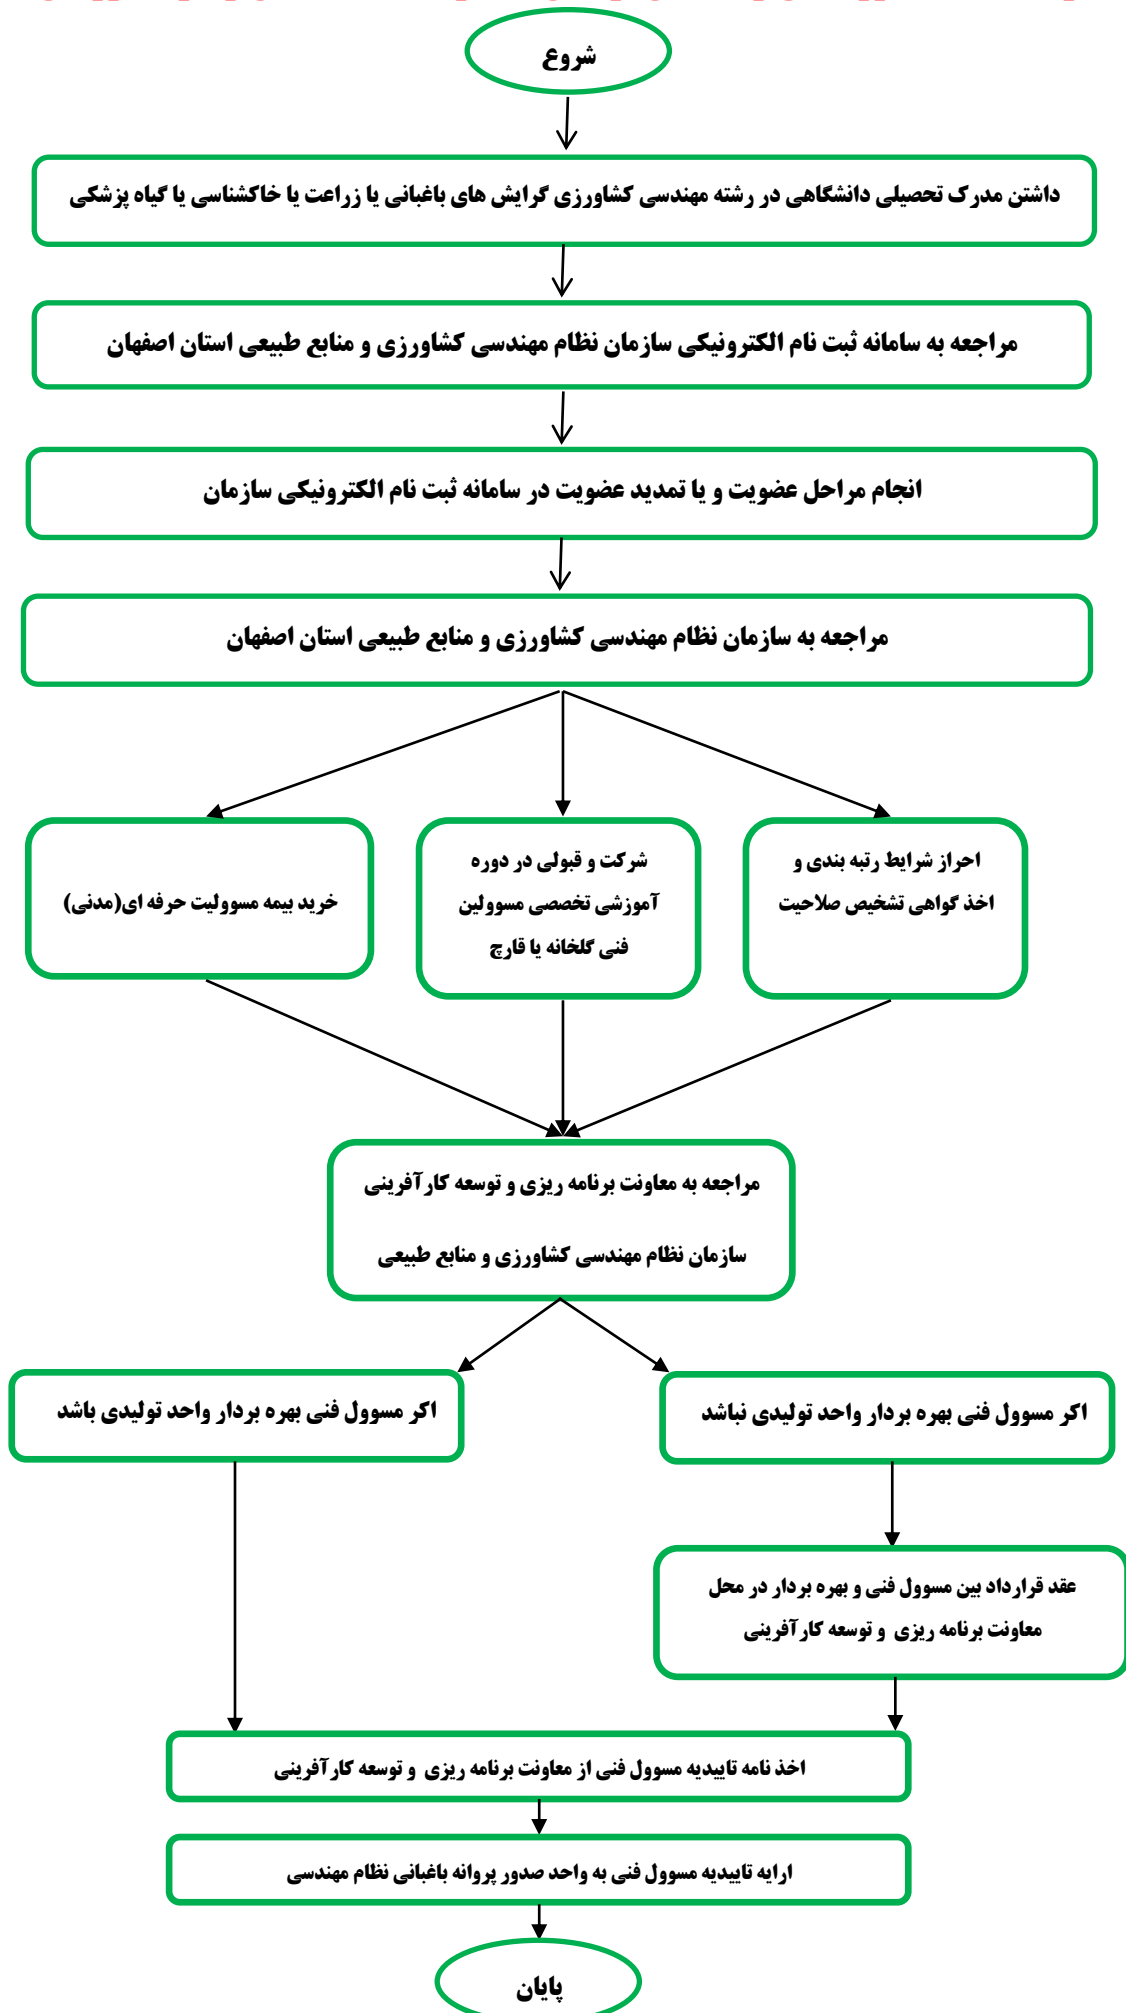 شروع
داشتن مدرک تحصیلی دانشگاهی در رشته مهندسی کشاورزی گرایش های باغبانی یا زراعت یا خاکشناسی یا گیاه پزشکی
مراجعه به سامانه ثبت نام الکترونیکی سازمان نظام مهندسی کشاورزی و منابع طبیعی استان اصفهان
انجام مراحل عضویت و یا تمدید عضویت در سامانه ثبت نام الکترونیکی سازمان
مراجعه به سازمان نظام مهندسی کشاورزی و منابع طبیعی استان اصفهان
احراز شرایط رتبه بندی و
اخذ گواهی تشخیص صلاحیت
شرکت و قبولی در دوره
آموزشی تخصصی مسوولین
فنی گلخانه یا قارچ
خرید بیمه مسوولیت حرفه ای(مدنی)
مراجعه به معاونت برنامه ریزی و توسعه کارآفرینی
سازمان نظام مهندسی کشاورزی و منابع طبیعی
اکر مسوول فنی بهره بردار واحد تولیدی نباشد
اکر مسوول فنی بهره بردار واحد تولیدی باشد
عقد قرارداد بین مسوول فنی و بهره بردار در محل
معاونت برنامه ریزی و توسعه کارآفرینی
اخذ نامه تاییدیه مسوول فنی از معاونت برنامه ریزی و توسعه کارآفرینی
ارایه تاییدیه مسوول فنی به واحد صدور پروانه باغبانی نظام مهندسی
پایان